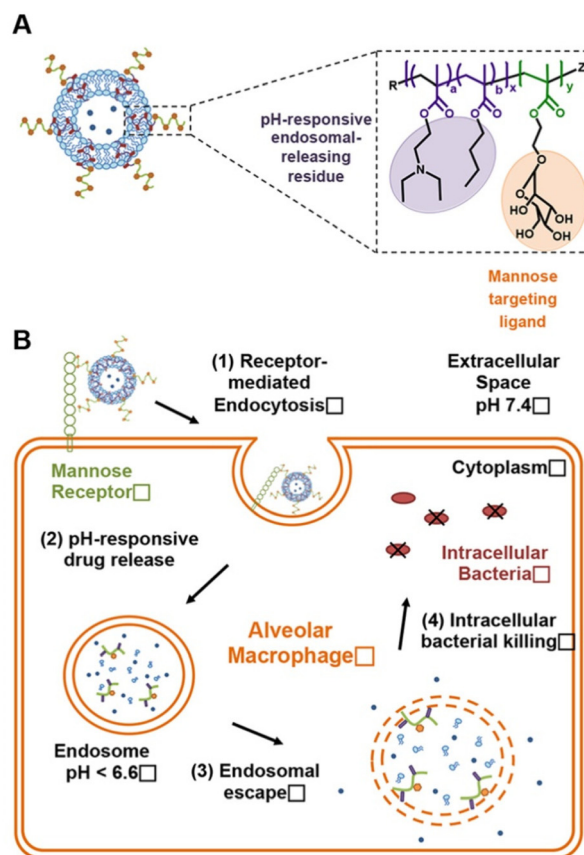 A
R
a
b
x
y
Z
O
O
O
O
O
O
pH-responsive
endosomal-
releasing
residue
N
O
O
HO
HO
OH
OH
Mannose
targeting
ligand
B
(1) Receptor-
mediated
Endocytosis□
Extracellular
Space
pH 7.4□
Mannose
Receptor□
Cytoplasm□
(2) pH-responsive
drug release
Intracellular
Bacteria□
Alveolar
Macrophage□
(4) Intracellular
bacterial killing□
Endosome
pH < 6.6□
(3) Endosomal
escape□